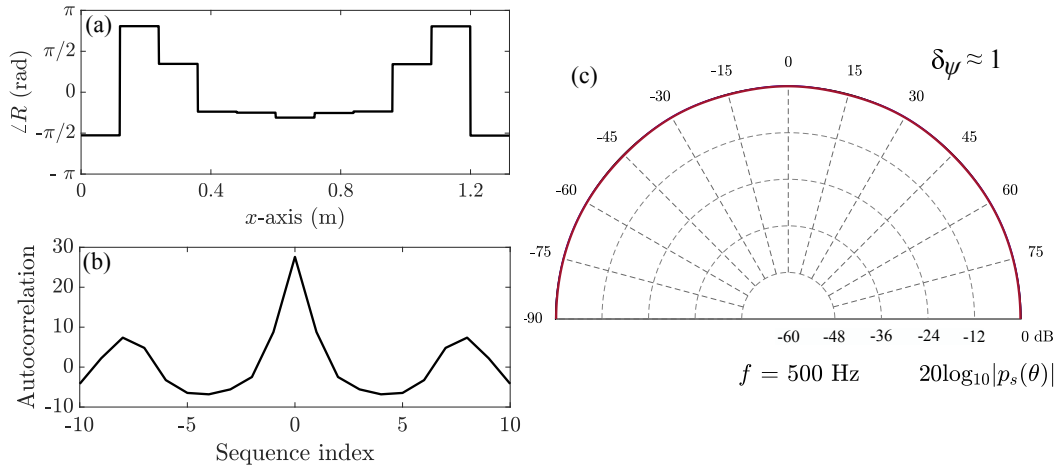 (a)
∠R (rad)
π
π/2
0
-π/2
- π
0 0.4 0.8 1.2
x-axis (m)
(b)
Autocorrelation
30
20
10
0
-10
-10 -5 0 5 10
Sequence index
(c)
δψ ≈ 1
-90 -75 -60 -45 -30 -15 0 15 30 45 60 75
-60 -48 -36 -24 -12 0 dB
f = 500 Hz 20log₁₀|pₛ(θ)|